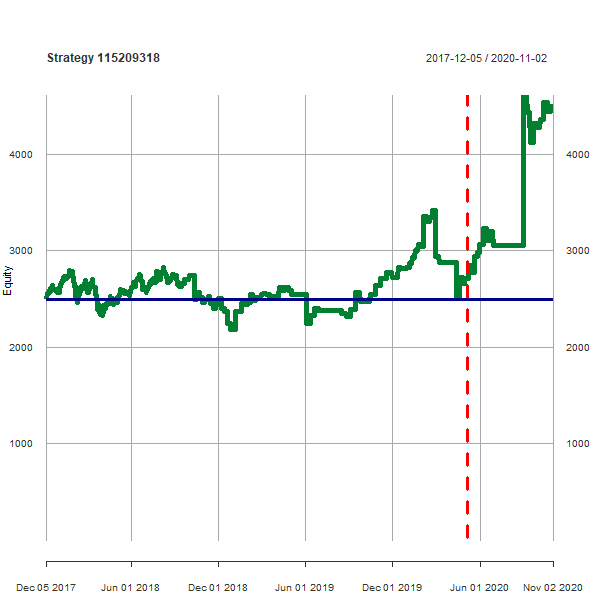 Strategy 115209318
2017-12-05 / 2020-11-02
4000
4000
3000
3000
Equity
2000
2000
1000
1000
Dec 05 2017
Jun 01 2018
Dec 01 2018
Jun 01 2019
Dec 01 2019
Jun 01 2020
Nov 02 2020